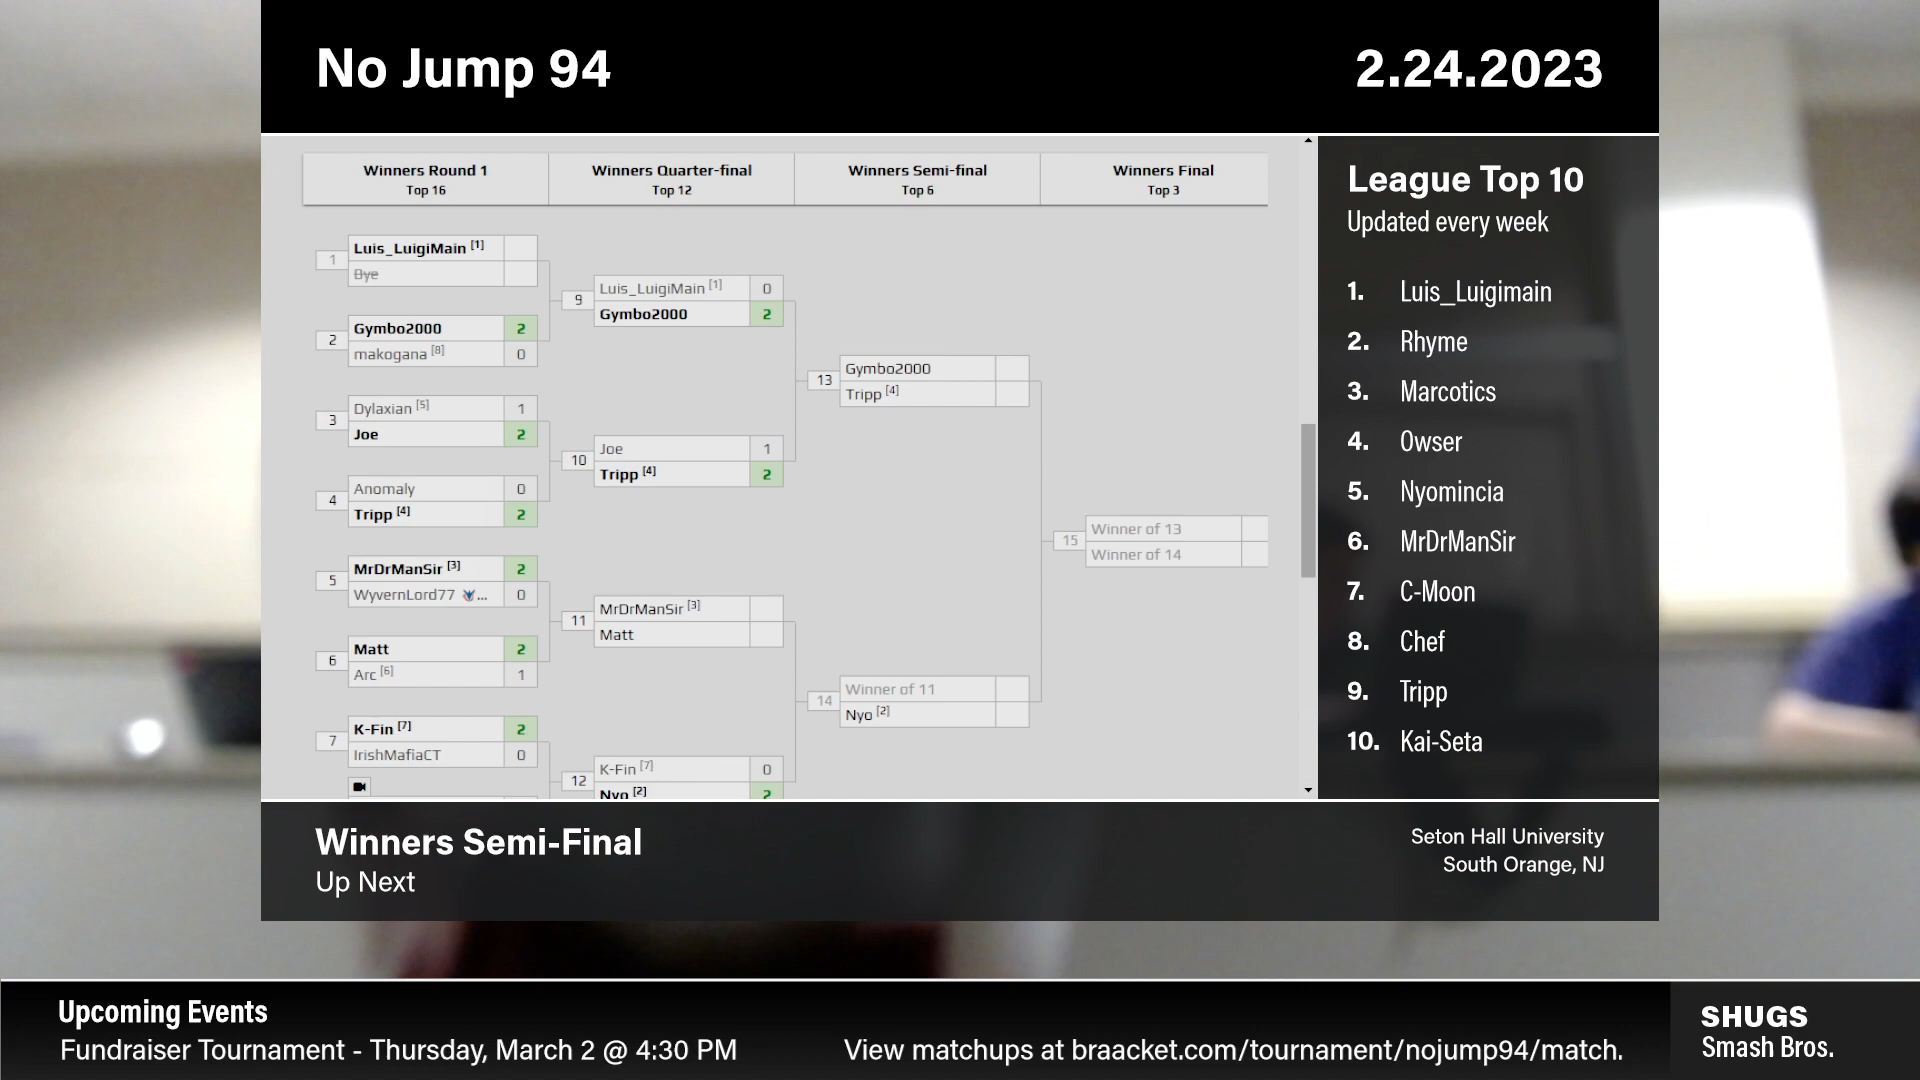 No Jump 94
2.24.2023
Winners Round 1
Top 16
Winners Quarter-final
Top 12
Winners Semi-final
Top 6
Winners Final
Top 3
1
Luis_LuigiMain [1]
Bye
2
Gymbo2000 2
makogana [8] 0
3
Dylaxian [5] 1
Joe 2
4
Anomaly 0
Tripp [4] 2
5
MrDrManSir [3] 2
WyvernLord77 ... 0
6
Matt 2
Arc [6] 1
7
K-Fin [7] 2
IrishMafiaCT 0
9
Luis_LuigiMain [1] 0
Gymbo2000 2
10
Joe 1
Tripp [4] 2
11
MrDrManSir [3]
Matt
12
K-Fin [7] 0
Nyo [2] 2
13
Gymbo2000
Tripp [4]
14
Winner of 11
Nyo [2]
15
Winner of 13
Winner of 14
League Top 10
Updated every week
1. Luis_Luigimain
2. Rhyme
3. Marcotics
4. Owser
5. Nyomincia
6. MrDrManSir
7. C-Moon
8. Chef
9. Tripp
10. Kai-Seta
Winners Semi-Final
Up Next
Seton Hall University
South Orange, NJ
Upcoming Events
Fundraiser Tournament - Thursday, March 2 @ 4:30 PM
View matchups at braacket.com/tournament/nojump94/match.
SHUGS
Smash Bros.